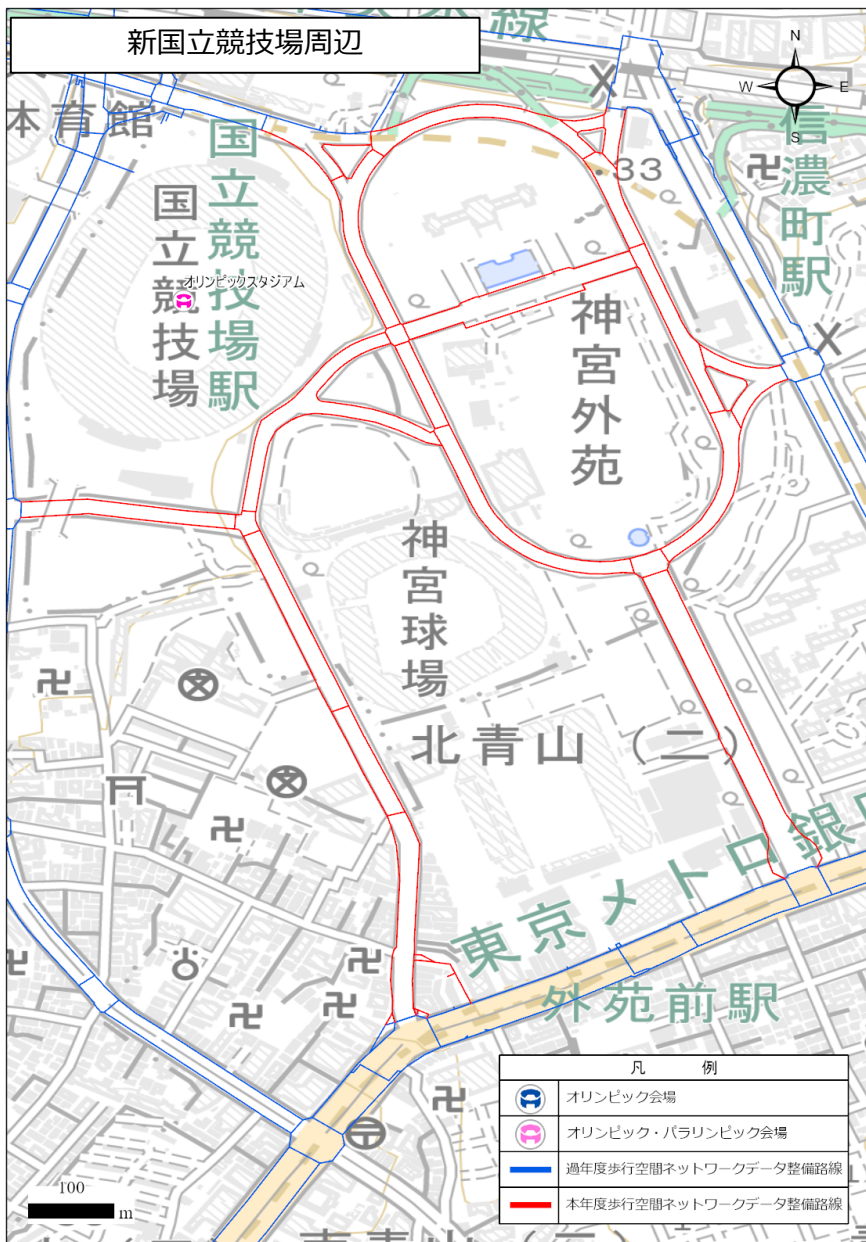 新国立競技場周辺
N
W
E
S
体育館
国立競技場駅
国立競技場
オリンピックスタジアム
.33
信濃町駅
神宮外苑
神宮球場
北青山(二)
東京メトロ銀
外苑前駅
凡 例
オリンピック会場
オリンピック・パラリンピック会場
過年度歩行空間ネットワークデータ整備路線
本年度歩行空間ネットワークデータ整備路線
100
m